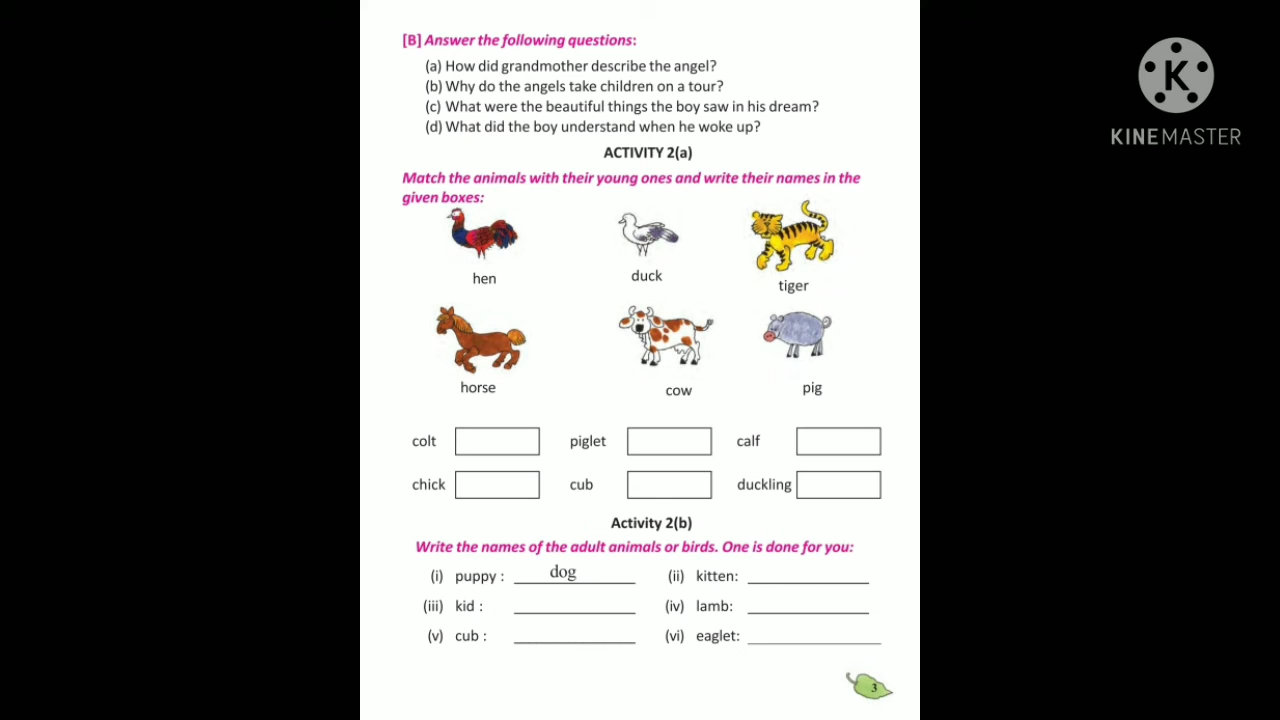 [B] Answer the following questions:
(a) How did grandmother describe the angel?
(b) Why do the angels take children on a tour?
(c) What were the beautiful things the boy saw in his dream?
(d) What did the boy understand when he woke up?
ACTIVITY 2(a)
Match the animals with their young ones and write their names in the
given boxes:
hen duck tiger
horse cow pig
colt piglet calf
chick cub duckling
Activity 2(b)
Write the names of the adult animals or birds. One is done for you:
(i) puppy : dog (ii) kitten:
(iii) kid : (iv) lamb:
(v) cub : (vi) eaglet:
3
K
KINEMASTER